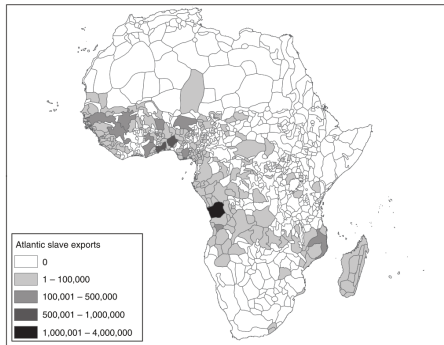 Atlantic slave exports
0
1 – 100,000
100,001 – 500,000
500,001 – 1,000,000
1,000,001 – 4,000,000